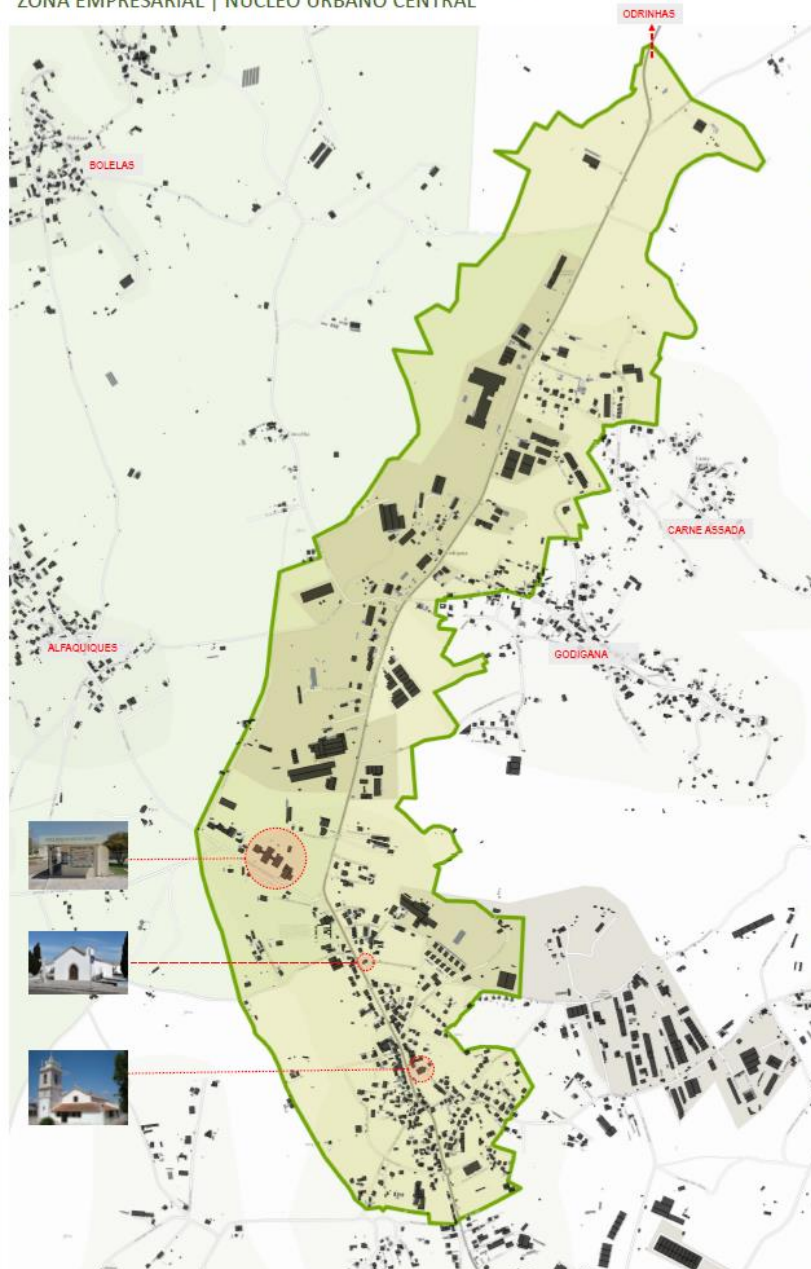 ZONA EMPRESARIAL | NÚCLEO URBANO CENTRAL
ODRINHAS
BOLELAS
CARNE ASSADA
ALFAQUIQUES
GODIGANA